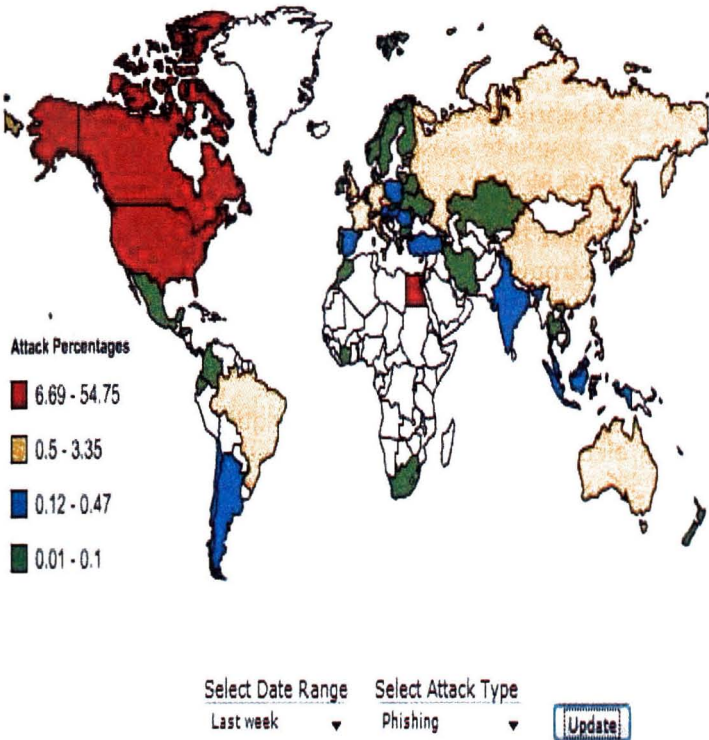 Attack Percentages
6.69 - 54.75
0.5 - 3.35
0.12 - 0.47
0.01 - 0.1
Select Date Range Select Attack Type
Last week Phishing Update